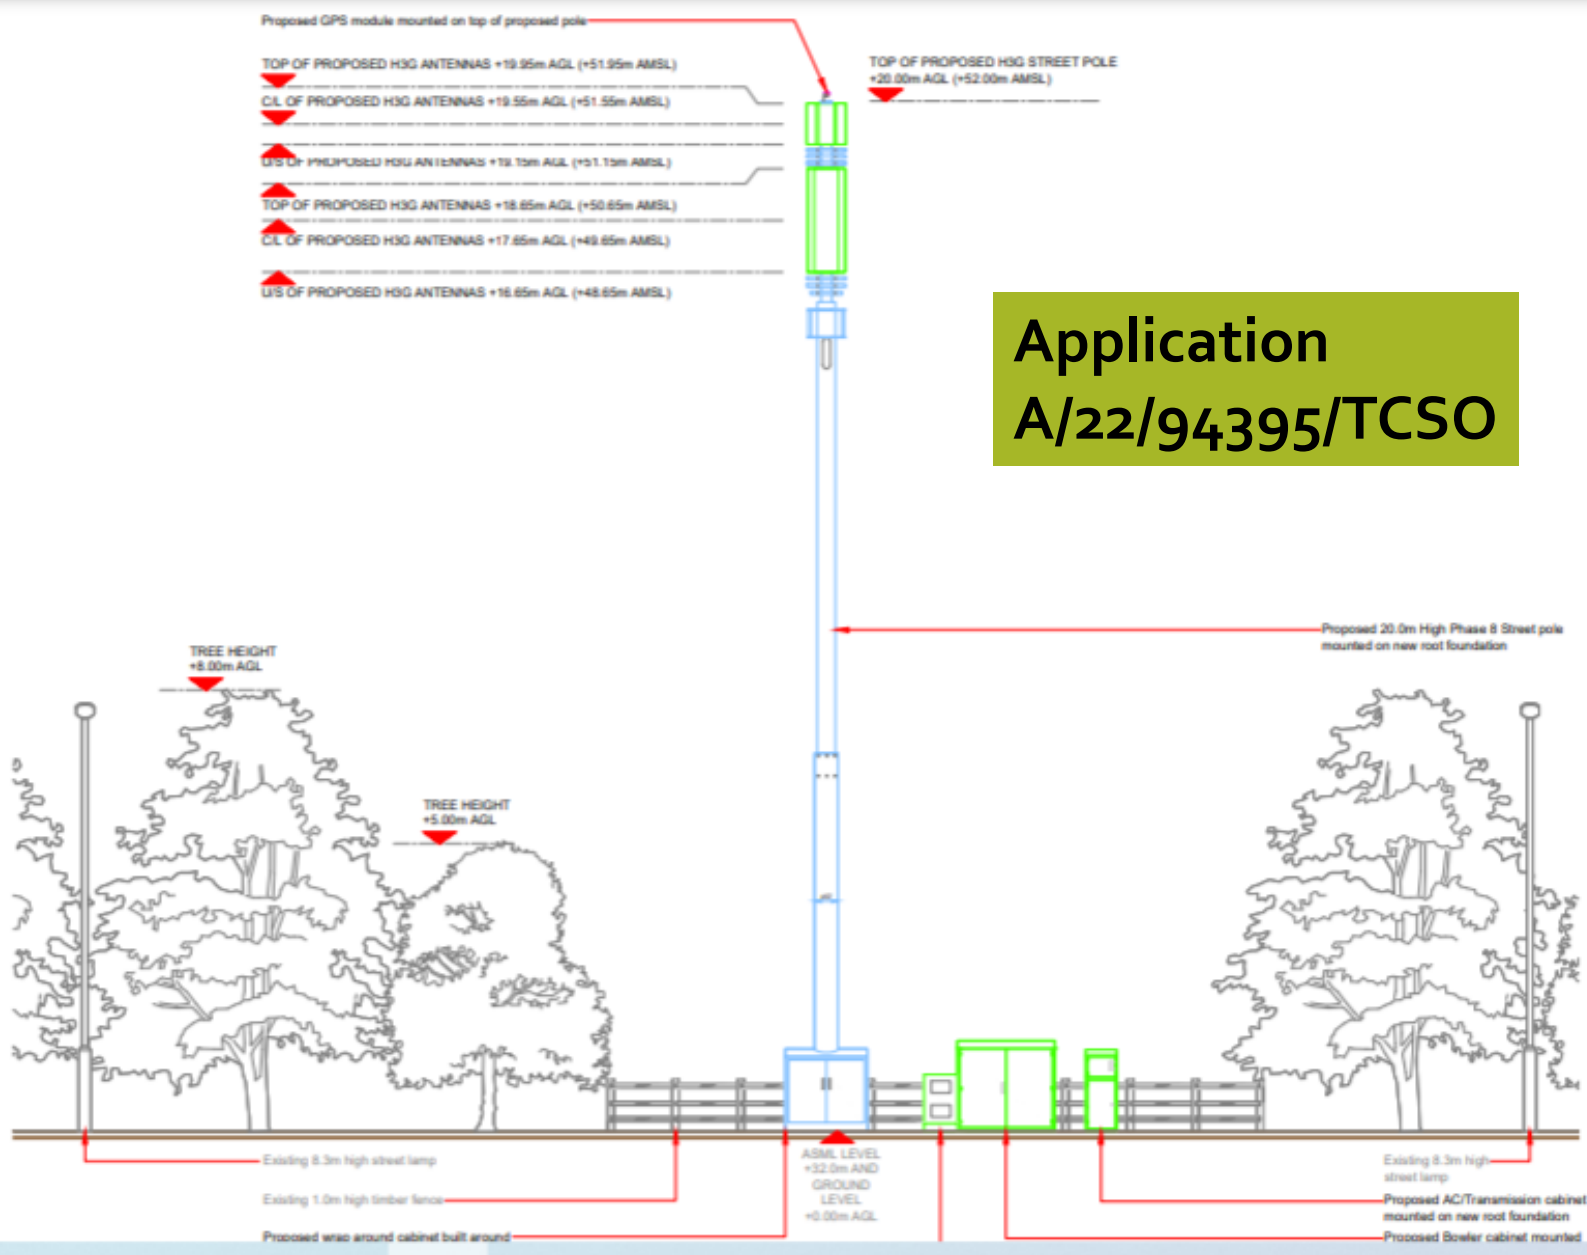 Proposed GPS module mounted on top of proposed pole
TOP OF PROPOSED H3G ANTENNAS +19.95m AGL (+51.95m AMSL)
TOP OF PROPOSED H3G STREET POLE
+20.00m AGL (+52.00m AMSL)
C/L OF PROPOSED H3G ANTENNAS +19.55m AGL (+51.55m AMSL)
U/S OF PROPOSED H3G ANTENNAS +19.15m AGL (+51.15m AMSL)
TOP OF PROPOSED H3G ANTENNAS +18.65m AGL (+50.65m AMSL)
C/L OF PROPOSED H3G ANTENNAS +17.65m AGL (+49.65m AMSL)
U/S OF PROPOSED H3G ANTENNAS +16.65m AGL (+48.65m AMSL)
Application
A/22/94395/TCSO
Proposed 20.0m High Phase 8 Street pole
mounted on new root foundation
TREE HEIGHT
+8.00m AGL
TREE HEIGHT
+5.00m AGL
Existing 8.3m high street lamp
Existing 1.0m high timber fence
Proposed wrap around cabinet built around
ASML LEVEL
+32.0m AND
GROUND
LEVEL
+0.00m AGL
Existing 8.3m high
street lamp
Proposed AC/Transmission cabinet
mounted on new root foundation
Proposed Bowler cabinet mounted